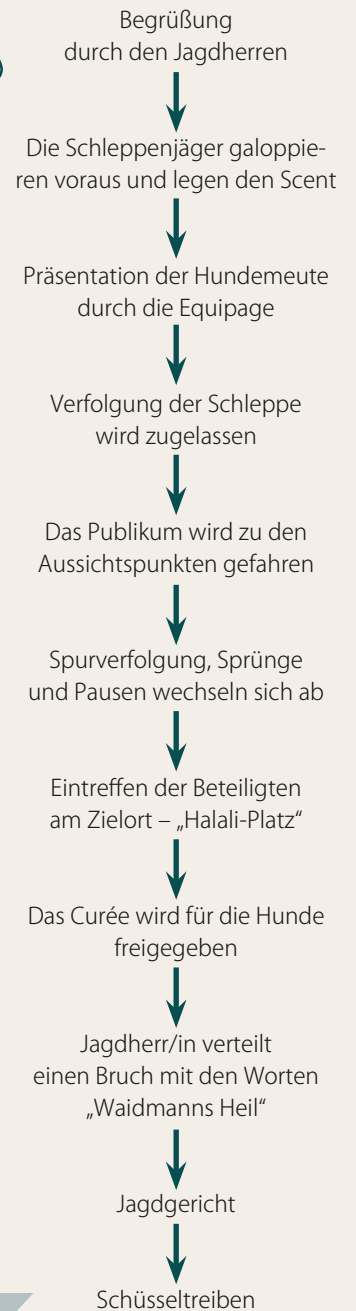 Begrüßung
durch den Jagdherren
Die Schleppenjäger galoppie-
ren voraus und legen den Scent
Präsentation der Hundemeute
durch die Equipage
Verfolgung der Schleppe
wird zugelassen
Das Publikum wird zu den
Aussichtspunkten gefahren
Spurverfolgung, Sprünge
und Pausen wechseln sich ab
Eintreffen der Beteiligten
am Zielort – „Halali-Platz“
Das Curée wird für die Hunde
freigegeben
Jagdherr/in verteilt
einen Bruch mit den Worten
„Waidmanns Heil“
Jagdgericht
Schüsseltreiben